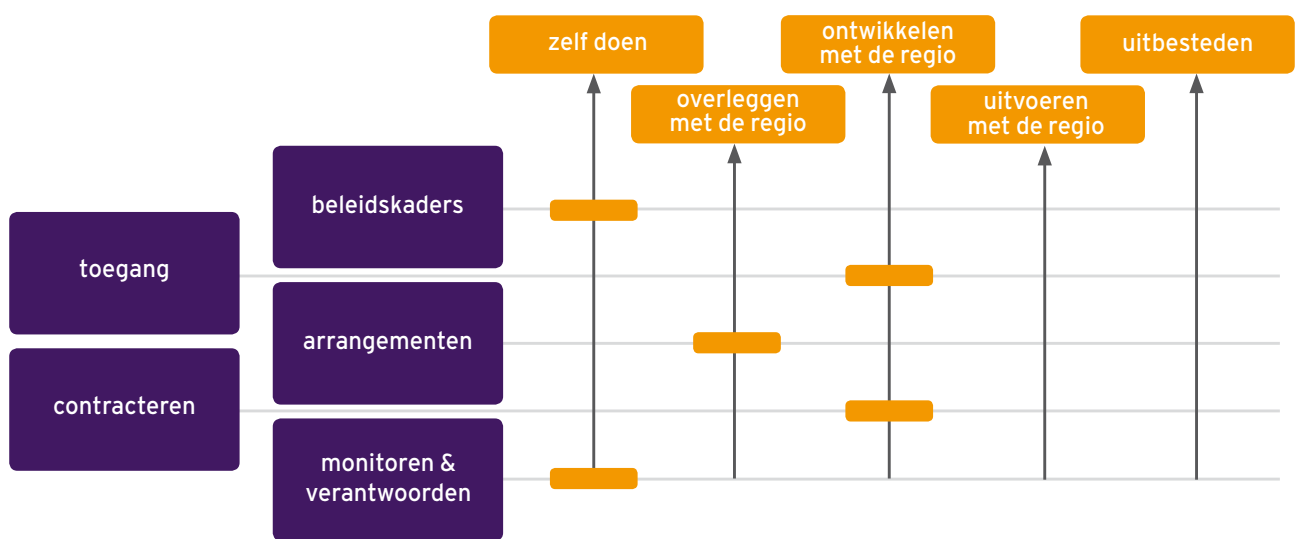 zelf doen
ontwikkelen
met de regio
uitbesteden
overleggen
met de regio
uitvoeren
met de regio
beleidskaders
toegang
arrangementen
contracteren
monitoren &
verantwoorden